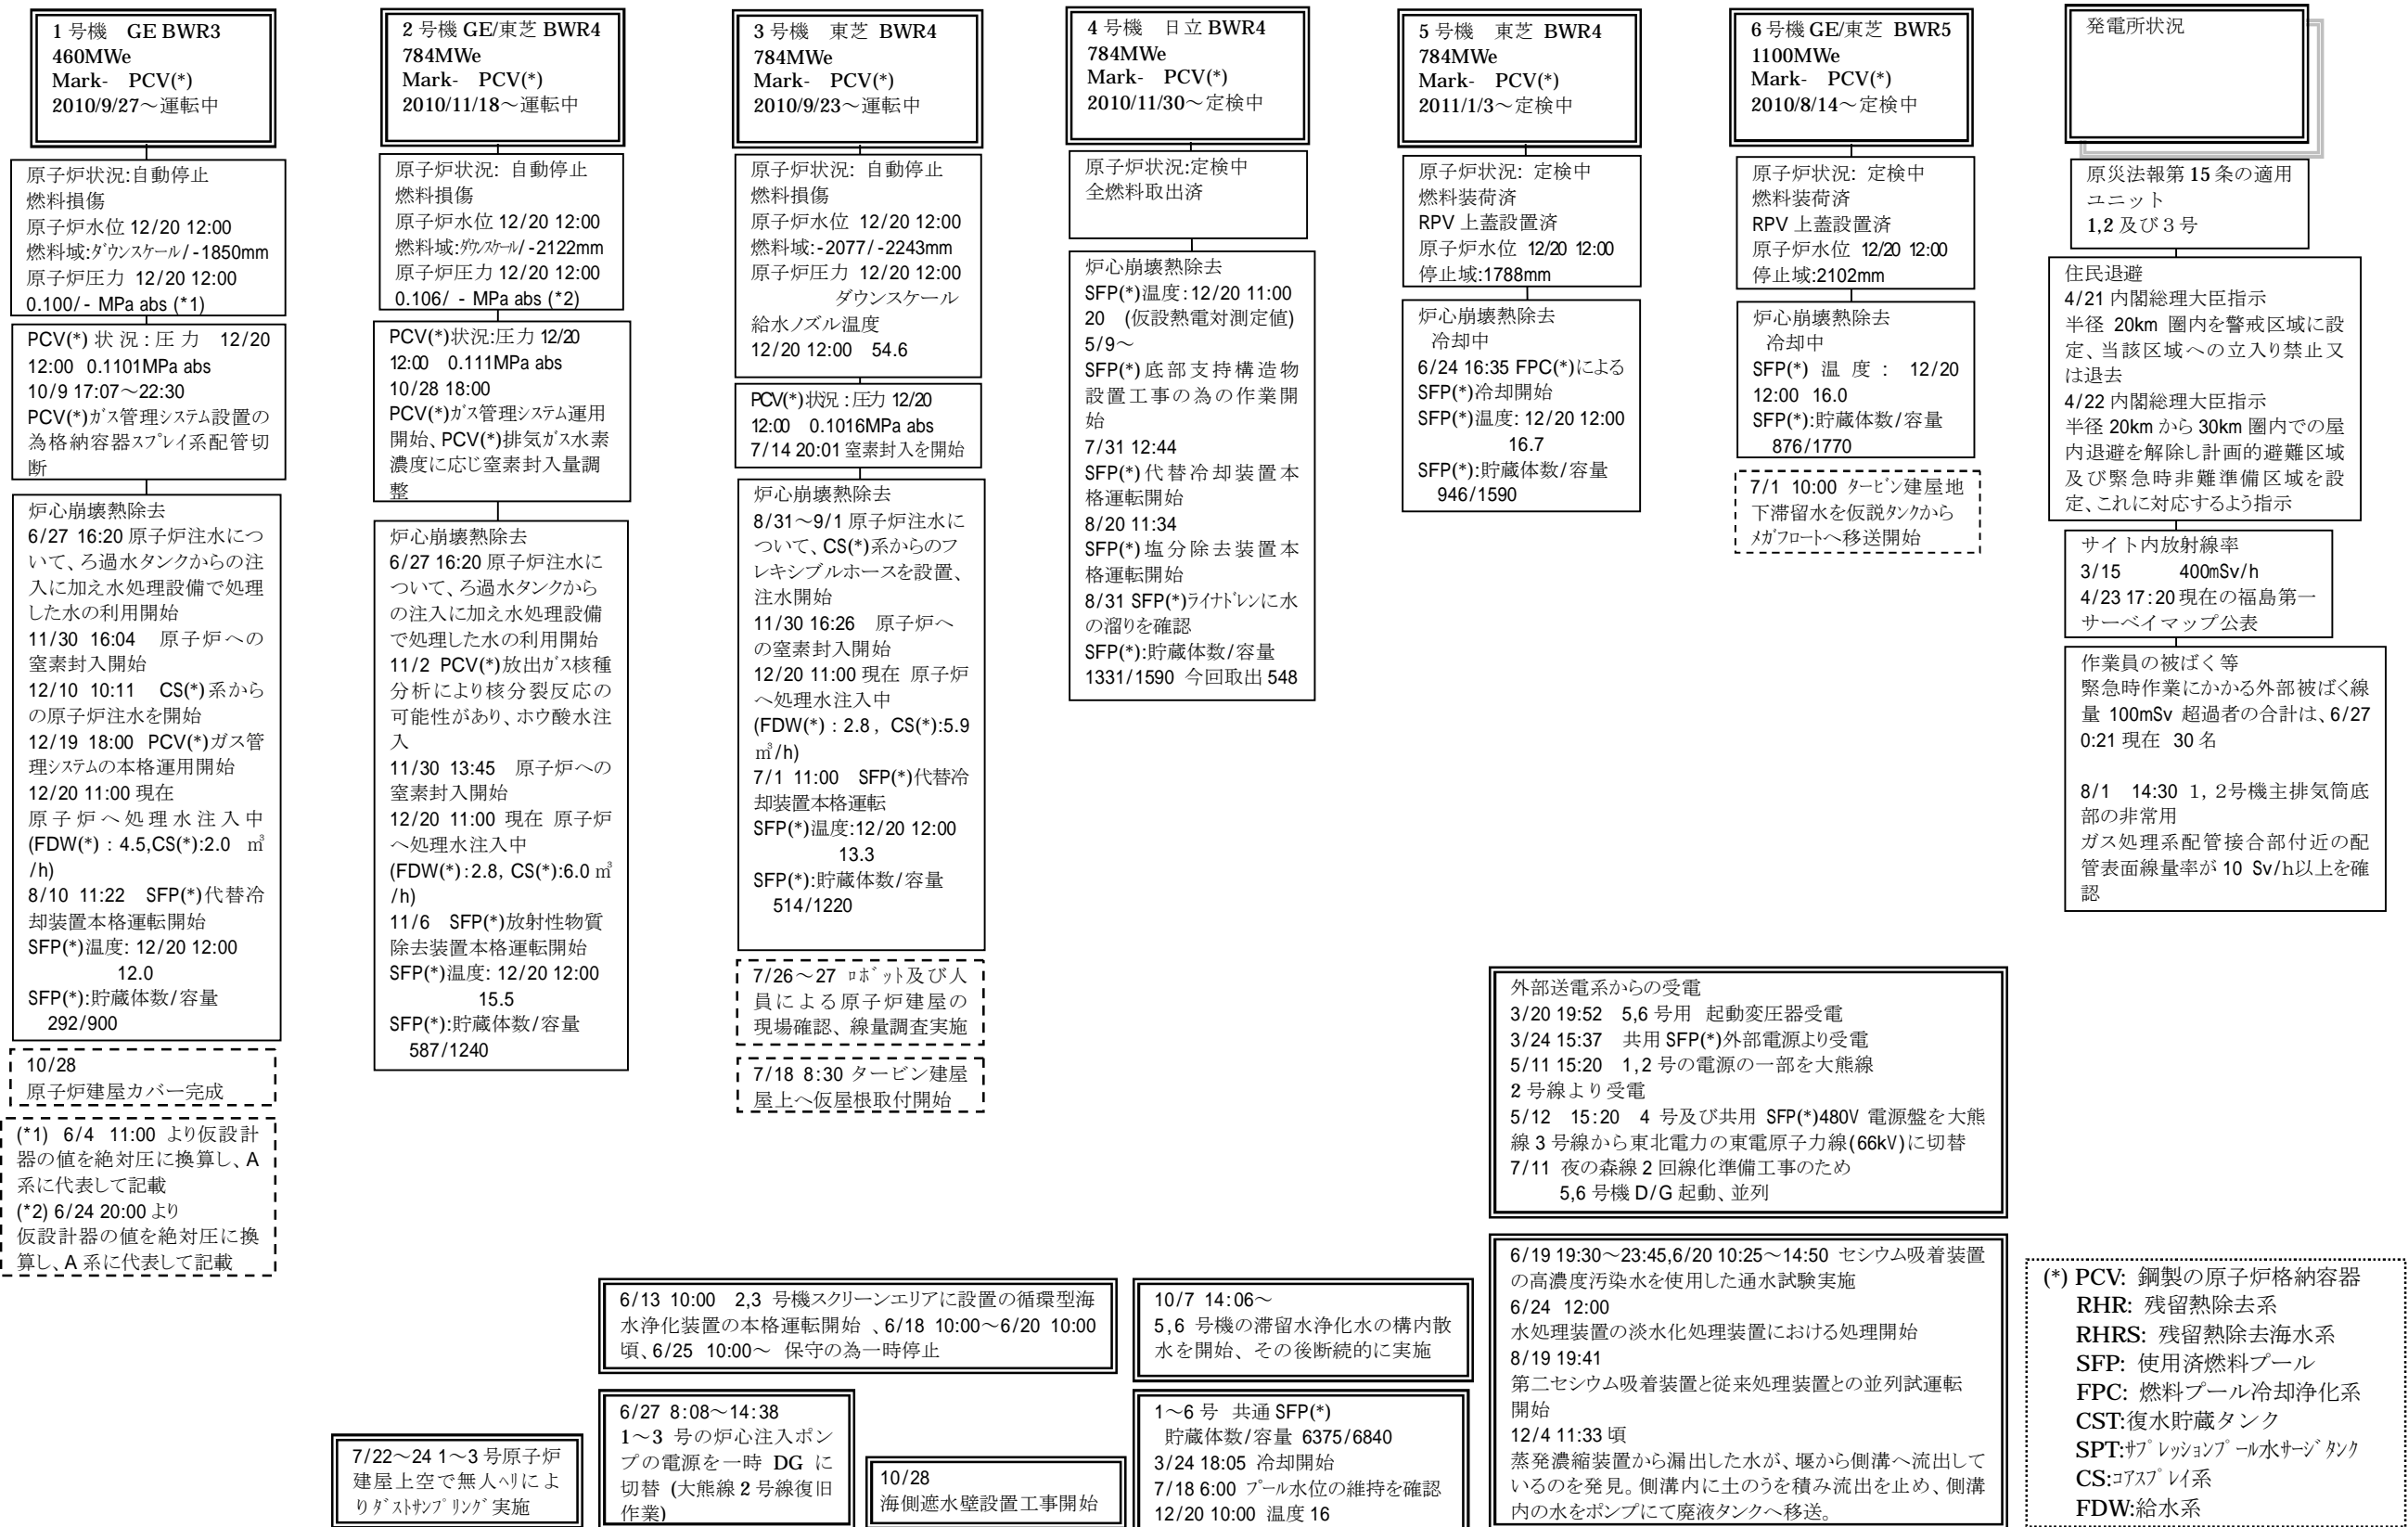 1 号機　GE BWR3
460MWe
Mark-　PCV(*)
2010/9/27～運転中
原子炉状況:自動停止
燃料損傷
原子炉水位 12/20 12:00
燃料域:ﾀﾞｳﾝｽｹｰﾙ/ -1850mm
原子炉圧力 12/20 12:00
0.100/ - MPa abs (*1)
PCV(*) 状 況 : 圧 力　12/20
12:00　0.1101MPa abs
10/9 17:07～22:30
PCV(*)ｶﾞｽ管理システム設置の
為格納容器スプレイ系配管切
断
炉心崩壊熱除去
6/27 16:20 原子炉注水につ
いて、ろ過水タンクからの注
入に加え水処理設備で処理
した水の利用開始
11/30 16:04　原子炉への
窒素封入開始
12/10 10:11　CS(*)系から
の原子炉注水を開始
12/19 18:00 PCV(*)ガス管
理ｼｽﾃﾑの本格運用開始
12/20 11:00 現在
原子炉へ処理水注入中
(FDW(*) : 4.5,CS(*):2.0　㎥
/h)
8/10 11:22　SFP(*)代替冷
却装置本格運転開始
SFP(*)温度: 12/20 12:00
12.0
SFP(*):貯蔵体数/容量
292/900
10/28
原子炉建屋カバー完成
(*1) 6/4 11:00 より仮設計
器の値を絶対圧に換算し、A
系に代表して記載
(*2) 6/24 20:00 より
仮設計器の値を絶対圧に換
算し、A 系に代表して記載
2 号機 GE/東芝 BWR4
784MWe
Mark-　PCV(*)
2010/11/18～運転中
原子炉状況: 自動停止
燃料損傷
原子炉水位 12/20 12:00
燃料域:ﾀﾞｳﾝｽｹｰﾙ/ -2122mm
原子炉圧力 12/20 12:00
0.106/ - MPa abs (*2)
PCV(*)状況:圧力 12/20
12:00　0.111MPa abs
10/28 18:00
PCV(*)ｶﾞｽ管理システム運用
開始、PCV(*)排気ｶﾞｽ水素
濃度に応じ窒素封入量調
整
炉心崩壊熱除去
6/27 16:20 原子炉注水に
ついて、ろ過水タンクから
の注入に加え水処理設備
で処理した水の利用開始
11/2 PCV(*)放出ｶﾞｽ核種
分析により核分裂反応の
可能性があり、ホウ酸水注
入
11/30 13:45　原子炉への
窒素封入開始
12/20 11:00 現在 原子炉
へ処理水注入中
(FDW(*):2.8, CS(*):6.0 ㎥
/h)
11/6　SFP(*)放射性物質
除去装置本格運転開始
SFP(*)温度: 12/20 12:00
15.5
SFP(*):貯蔵体数/容量
587/1240
3 号機　東芝 BWR4
784MWe
Mark-　PCV(*)
2010/9/23～運転中
原子炉状況: 自動停止
燃料損傷
原子炉水位 12/20 12:00
燃料域:-2077/ -2243mm
原子炉圧力 12/20 12:00
ダウンスケール
給水ノズル温度
12/20 12:00　54.6
PCV(*)状況 : 圧力 12/20
12:00　0.1016MPa abs
7/14 20:01 窒素封入を開始
炉心崩壊熱除去
8/31～9/1 原子炉注水に
ついて、CS(*)系からのフ
レキシブルホースを設置、
注水開始
11/30 16:26　原子炉へ
の窒素封入開始
12/20 11:00 現在 原子炉
へ処理水注入中
(FDW(*) : 2.8 , CS(*):5.9
㎥/h)
7/1 11:00　SFP(*)代替冷
却装置本格運転
SFP(*)温度:12/20 12:00
13.3
SFP(*):貯蔵体数/容量
514/1220
7/26～27 ﾛﾎﾞｯﾄ及び人
員による原子炉建屋の
現場確認、線量調査実施
7/18 8:30 タービン建屋
屋上へ仮屋根取付開始
4 号機　日立 BWR4
784MWe
Mark-　PCV(*)
2010/11/30～定検中
原子炉状況:定検中
全燃料取出済
炉心崩壊熱除去
SFP(*)温度: 12/20 11:00
20　(仮設熱電対測定値)
5/9～
SFP(*)底部支持構造物
設置工事の為の作業開
始
7/31 12:44
SFP(*)代替冷却装置本
格運転開始
8/20 11:34
SFP(*)塩分除去装置本
格運転開始
8/31 SFP(*)ﾗｲﾅﾄﾞﾚﾝに水
の溜りを確認
SFP(*):貯蔵体数/容量
1331/1590 今回取出 548
5 号機　東芝 BWR4
784MWe
Mark-　PCV(*)
2011/1/3～定検中
原子炉状況: 定検中
燃料装荷済
RPV 上蓋設置済
原子炉水位 12/20 12:00
停止域:1788mm
炉心崩壊熱除去
冷却中
6/24 16:35 FPC(*)による
SFP(*)冷却開始
SFP(*)温度: 12/20 12:00
16.7
SFP(*):貯蔵体数/容量
946/1590
6 号機 GE/東芝 BWR5
1100MWe
Mark-　PCV(*)
2010/8/14～定検中
原子炉状況: 定検中
燃料装荷済
RPV 上蓋設置済
原子炉水位 12/20 12:00
停止域:2102mm
炉心崩壊熱除去
冷却中
SFP(*) 温 度 : 12/20
12:00 16.0
SFP(*):貯蔵体数/容量
876/1770
7/1 10:00 ﾀｰﾋﾞﾝ建屋地
下滞留水を仮説ﾀﾝｸから
ﾒｶﾞﾌﾛｰﾄへ移送開始
発電所状況
原災法報第 15 条の適用
ユニット
1,2 及び３号
住民退避
4/21 内閣総理大臣指示
半径 20km 圏内を警戒区域に設
定、当該区域への立入り禁止又
は退去
4/22 内閣総理大臣指示
半径 20km から 30km 圏内での屋
内退避を解除し計画的避難区域
及び緊急時非難準備区域を設
定、これに対応するよう指示
サイト内放射線率
3/15　400mSv/h
4/23 17:20 現在の福島第一
サーベイマップ公表
作業員の被ばく等
緊急時作業にかかる外部被ばく線
量 100mSv 超過者の合計は、6/27
0:21 現在 30 名
8/1　14:30 1, 2号機主排気筒底
部の非常用
ガス処理系配管接合部付近の配
管表面線量率が 10 Sv/h以上を確
認
外部送電系からの受電
3/20 19:52　5,6 号用 起動変圧器受電
3/24 15:37　共用 SFP(*)外部電源より受電
5/11 15:20　1,2 号の電源の一部を大熊線
2 号線より受電
5/12　15:20　4 号及び共用 SFP(*)480V 電源盤を大熊
線 3 号線から東北電力の東電原子力線(66kV)に切替
7/11 夜の森線 2 回線化準備工事のため
5,6 号機 D/G 起動、並列
6/19 19:30～23:45,6/20 10:25～14:50 セシウム吸着装置
の高濃度汚染水を使用した通水試験実施
6/24 12:00
水処理装置の淡水化処理装置における処理開始
8/19 19:41
第二セシウム吸着装置と従来処理装置との並列試運転
開始
12/4 11:33 頃
蒸発濃縮装置から漏出した水が、堰から側溝へ流出して
いるのを発見。側溝内に土のうを積み流出を止め、側溝
内の水をポンプにて廃液タンクへ移送。
6/13 10:00　2,3 号機スクリーンエリアに設置の循環型海
水浄化装置の本格運転開始 、6/18 10:00～6/20 10:00
頃、6/25 10:00～ 保守の為一時停止
10/7 14:06～
5,6 号機の滞留水浄化水の構内散
水を開始、その後断続的に実施
7/22～24 1～3 号原子炉
建屋上空で無人ﾍﾘによ
りﾀﾞｽﾄｻﾝﾌﾟﾘﾝｸﾞ実施
6/27 8:08～14:38
1～3 号の炉心注入ポン
プの電源を一時 DG に
切替 (大熊線 2 号線復旧
作業)
10/28
海側遮水壁設置工事開始
1～6 号 共通 SFP(*)
貯蔵体数/容量 6375/6840
3/24 18:05 冷却開始
7/18 6:00 ﾌﾟｰﾙ水位の維持を確認
12/20 10:00 温度 16
(*) PCV: 鋼製の原子炉格納容器
RHR: 残留熱除去系
RHRS: 残留熱除去海水系
SFP: 使用済燃料プール
FPC: 燃料プール冷却浄化系
CST:復水貯蔵タンク
SPT:ｻﾌﾟﾚｯｼｮﾝﾌﾟｰﾙ水ｻｰｼﾞﾀﾝｸ
CS:ｺｱｽﾌﾟﾚｲ系
FDW:給水系